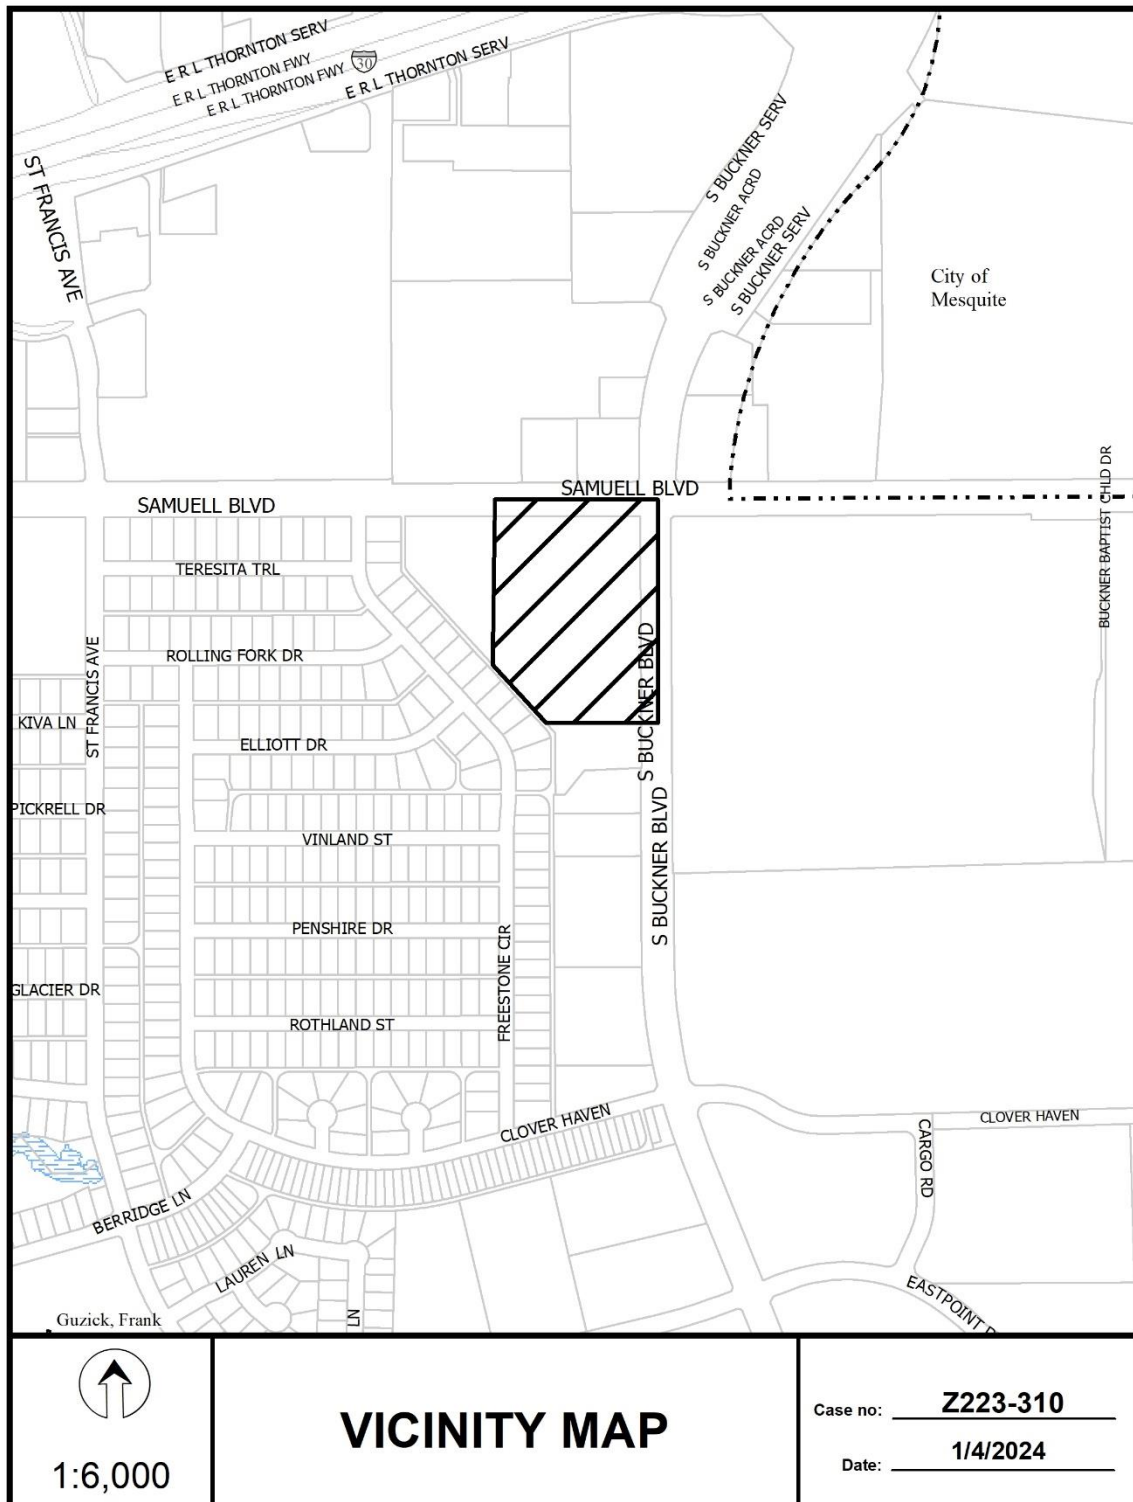 E R L THORNTON SERV
E R L THORNTON FWY
E R L THORNTON FWY
30
E R L THORNTON SERV
ST FRANCIS AVE
S BUCKNER SERV
S BUCKNER ACRD
S BUCKNER ACRD
S BUCKNER SERV
City of
Mesquite
SAMUELL BLVD
SAMUELL BLVD
BUCKNER BAPTIST CHLD DR
TERESITA TRL
ROLLING FORK DR
ST FRANCIS AVE
S BUCKNER BLVD
KIVA LN
ELLIOTT DR
PICKRELL DR
VINLAND ST
S BUCKNER BLVD
PENSHIRE DR
FREESTONE CIR
GLACIER DR
ROTHLAND ST
CLOVER HAVEN
CLOVER HAVEN
CARGO RD
BERRIDGE LN
LAUREN LN
EASTPOINT D
LN
Guzick, Frank
1:6,000
VICINITY MAP
Case no: Z223-310
Date: 1/4/2024